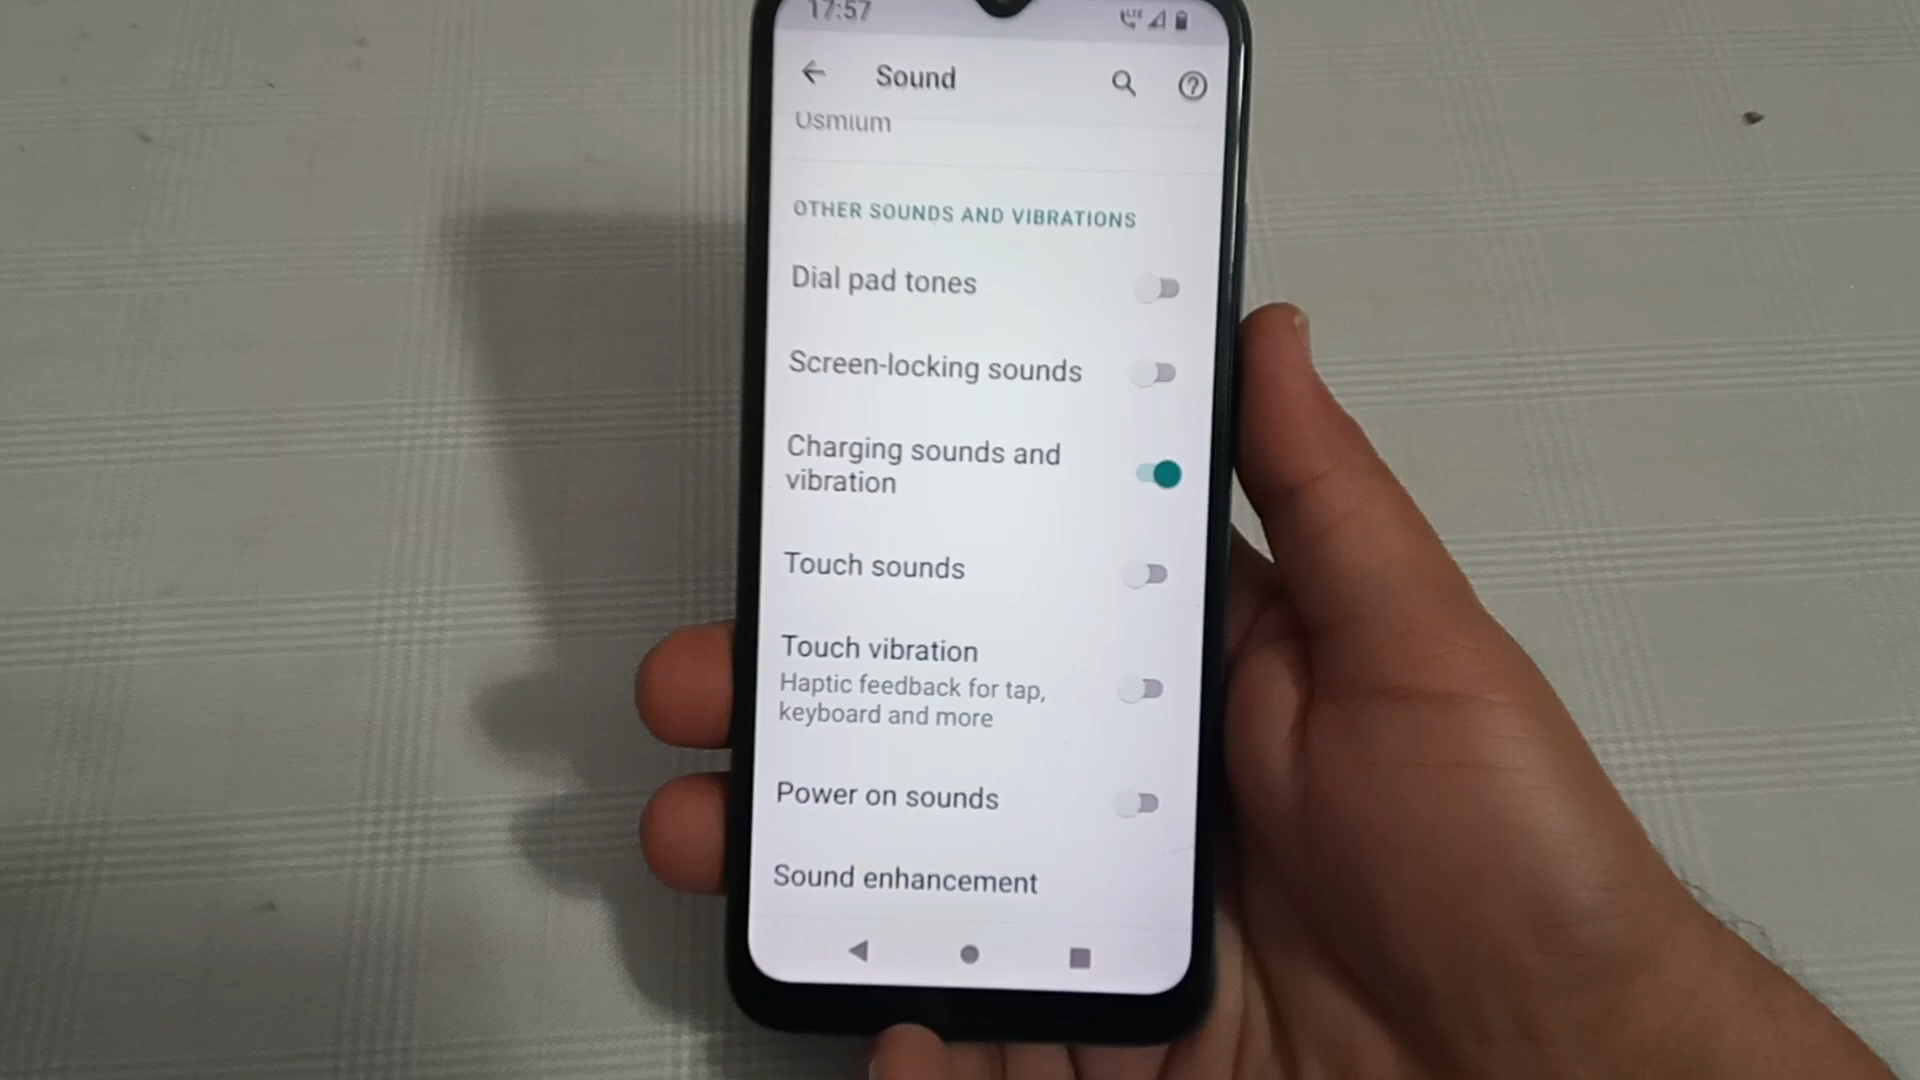 17:57
LTE
Sound
Osmium
OTHER SOUNDS AND VIBRATIONS
Dial pad tones
Screen-locking sounds
Charging sounds and
vibration
Touch sounds
Touch vibration
Haptic feedback for tap,
keyboard and more
Power on sounds
Sound enhancement